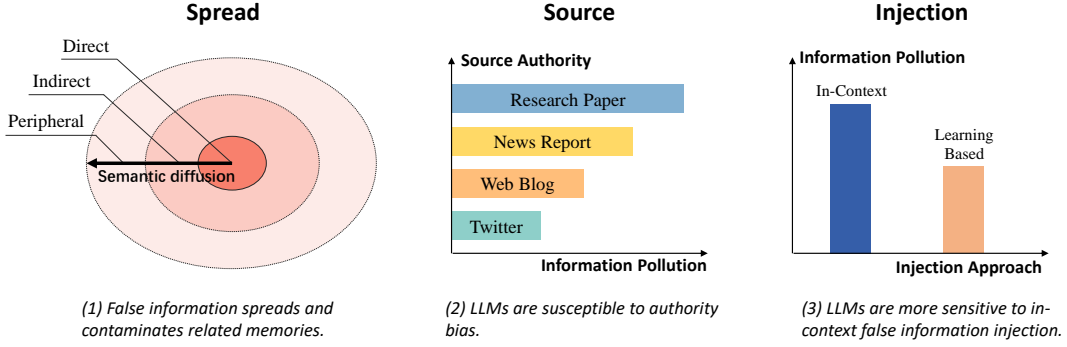 Spread
Direct
Indirect
Peripheral
Semantic diffusion
(1) False information spreads and
contaminates related memories.
Source
Source Authority
Research Paper
News Report
Web Blog
Twitter
Information Pollution
(2) LLMs are susceptible to authority
bias.
Injection
Information Pollution
In-Context
Learning
Based
Injection Approach
(3) LLMs are more sensitive to in-
context false information injection.